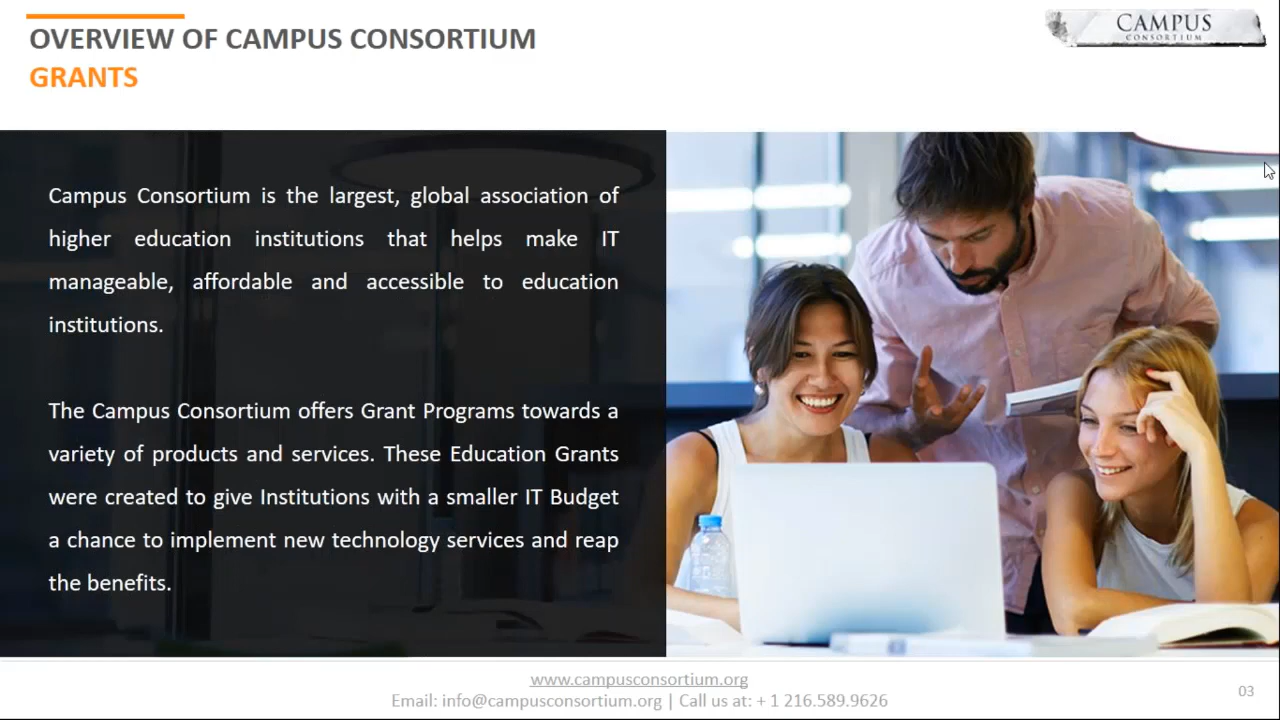 OVERVIEW OF CAMPUS CONSORTIUM
GRANTS
CAMPUS
CONSORTIUM
Campus Consortium is the largest, global association of
higher education institutions that helps make IT
manageable, affordable and accessible to education
institutions.
The Campus Consortium offers Grant Programs towards a
variety of products and services. These Education Grants
were created to give Institutions with a smaller IT Budget
a chance to implement new technology services and reap
the benefits.
www.campusconsortium.org
Email: info@campusconsortium.org | Call us at: + 1 216.589.9626
03